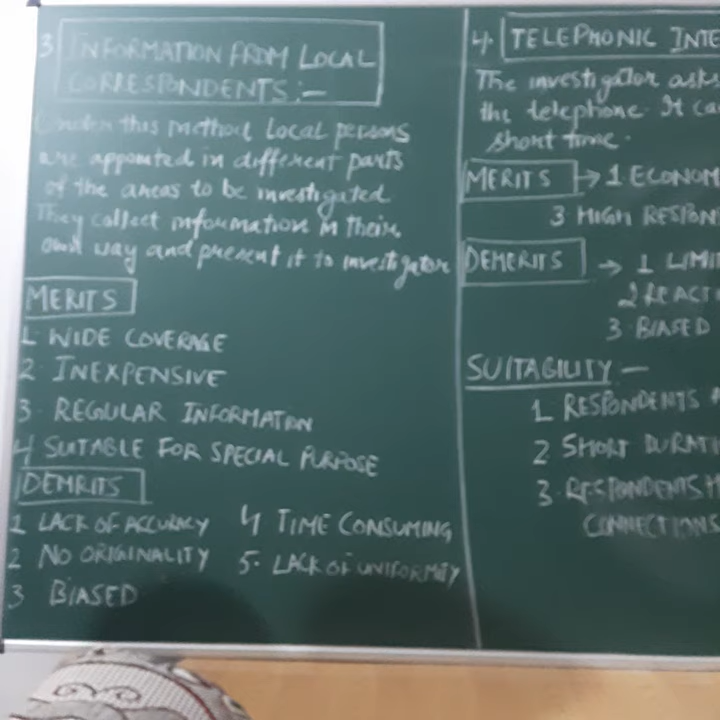 3 INFORMATION FROM LOCAL
CORRESPONDENTS:-
Under this method local persons
are appointed in different parts
of the areas to be investigated
They collect information in their
own way and present it to investigator
MERITS
1 WIDE COVERAGE
2 INEXPENSIVE
3 REGULAR INFORMATION
4 SUITABLE FOR SPECIAL PURPOSE
DEMRITS
1 LACK OF ACCURACY
2 NO ORIGINALITY
3 BIASED
4 TIME CONSUMING
5. LACK OF UNIFORMITY
4. TELEPHONIC INTE
The investigator asks
the telephone. It ca
short time.
MERITS → 1 ECONOM
3 HIGH RESPON
DEMERITS → 1 LIMI
2 REACT
3 BIASED
SUITABILITY -
1 RESPONDENTS
2 SHORT DURATI
3 RESPONDENTS H
CONNECTIONS